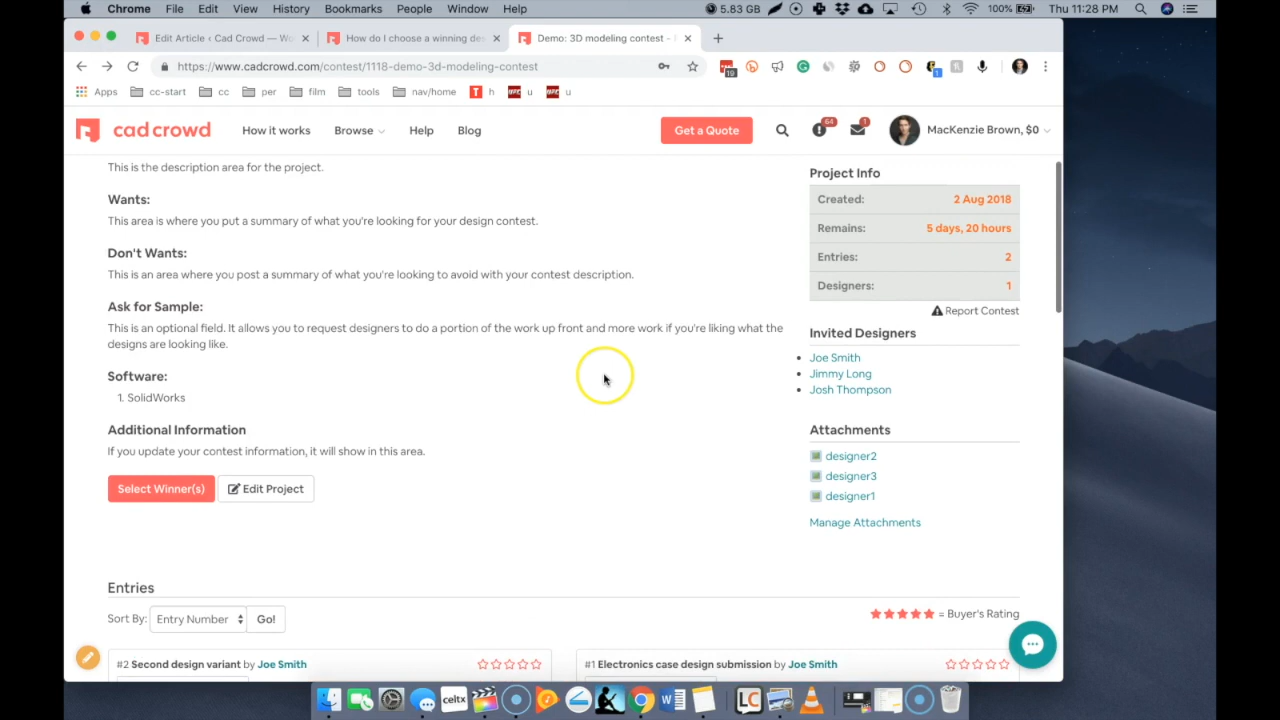 Chrome File Edit View History Bookmarks People Window Help 5.83 GB 100% Thu 11:28 PM
Edit Article ‹ Cad Crowd — Wo × How do I choose a winning des × Demo: 3D modeling contest - × +
https://www.cadcrowd.com/contest/1118-demo-3d-modeling-contest 19 1
Apps cc-start cc per film tools nav/home T h u u
cad crowd How it works Browse Help Blog Get a Quote 64 1 MacKenzie Brown, $0
This is the description area for the project.
Wants:
This area is where you put a summary of what you're looking for your design contest.
Don't Wants:
This is an area where you post a summary of what you're looking to avoid with your contest description.
Ask for Sample:
This is an optional field. It allows you to request designers to do a portion of the work up front and more work if you're liking what the
designs are looking like.
Software:
1. SolidWorks
Additional Information
If you update your contest information, it will show in this area.
Select Winner(s) Edit Project
Project Info
Created: 2 Aug 2018
Remains: 5 days, 20 hours
Entries: 2
Designers: 1
Report Contest
Invited Designers
Joe Smith
Jimmy Long
Josh Thompson
Attachments
designer2
designer3
designer1
Manage Attachments
Entries
Sort By: Entry Number Go! = Buyer's Rating
#2 Second design variant by Joe Smith
#1 Electronics case design submission by Joe Smith
celtx LC